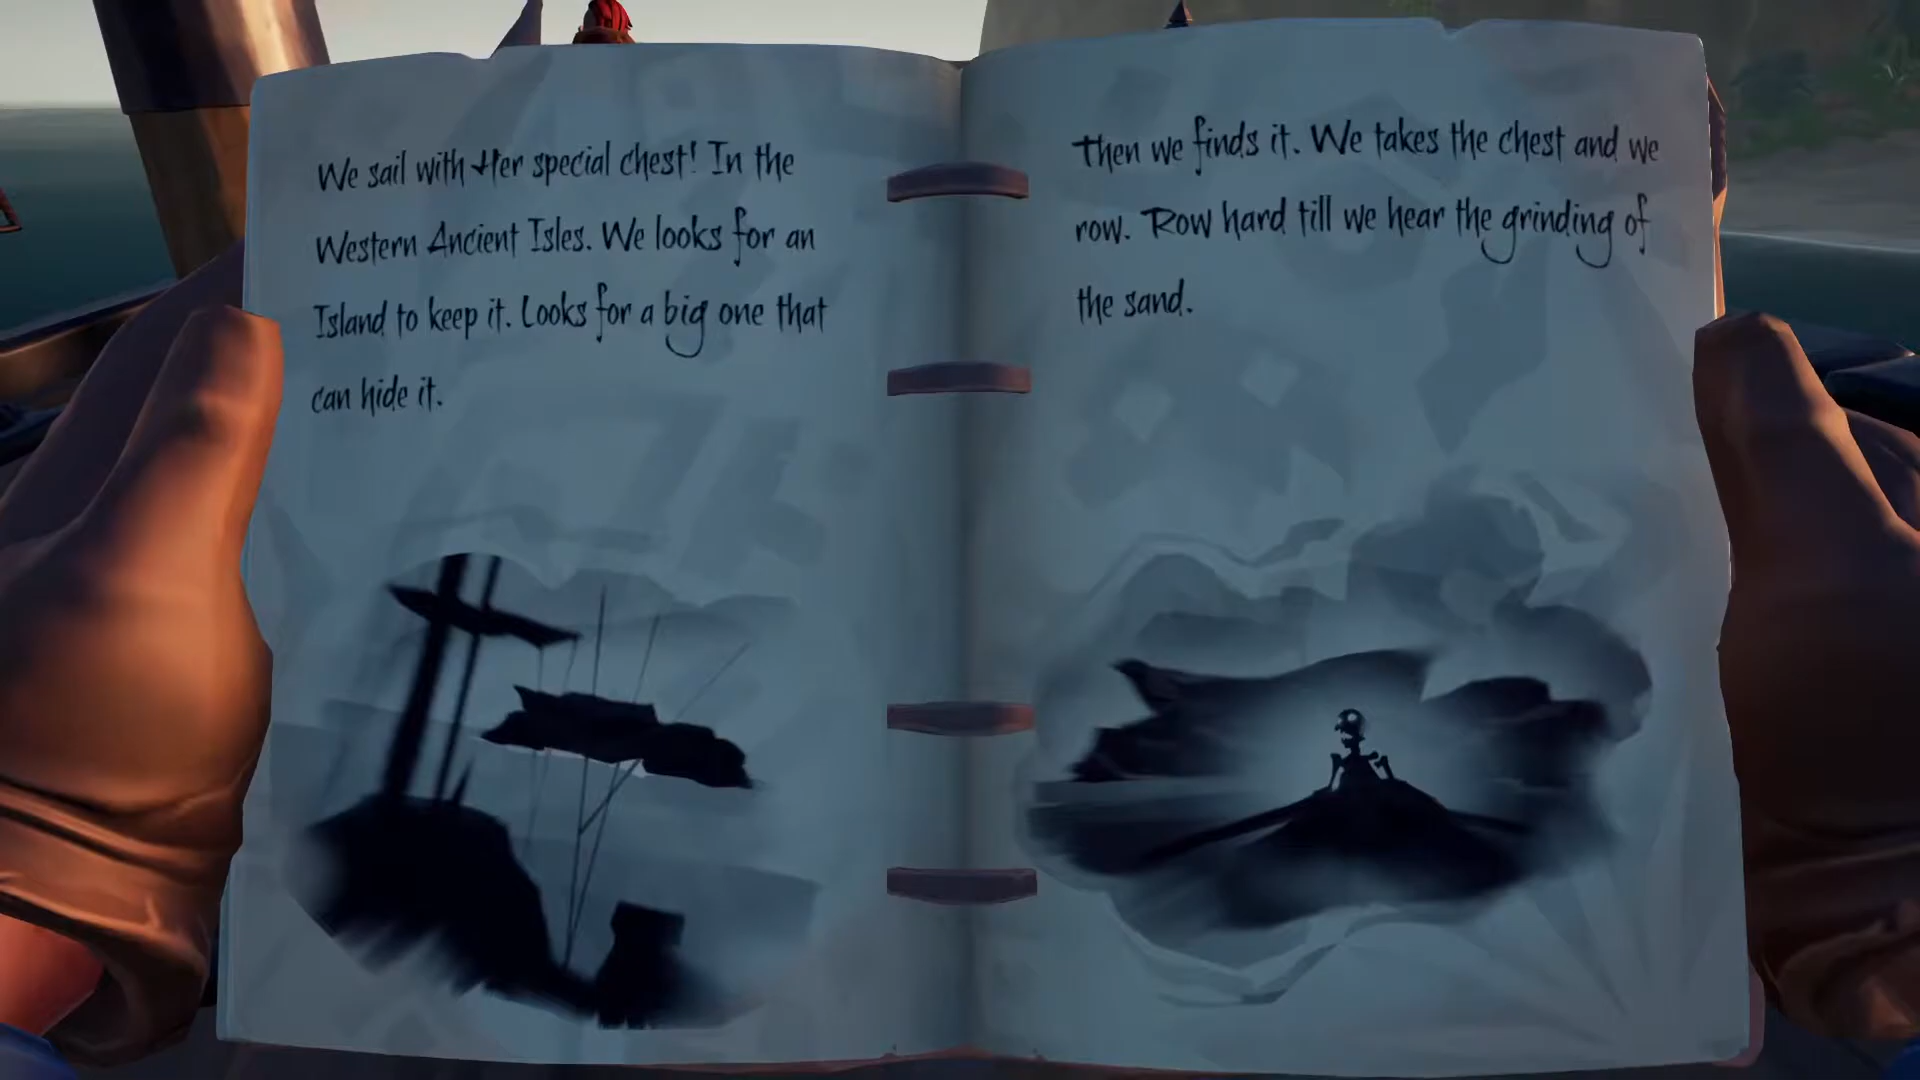 We sail with Her special chest! In the
Western Ancient Isles. We looks for an
Island to keep it. Looks for a big one that
can hide it.
Then we finds it. We takes the chest and we
row. Row hard till we hear the grinding of
the sand.